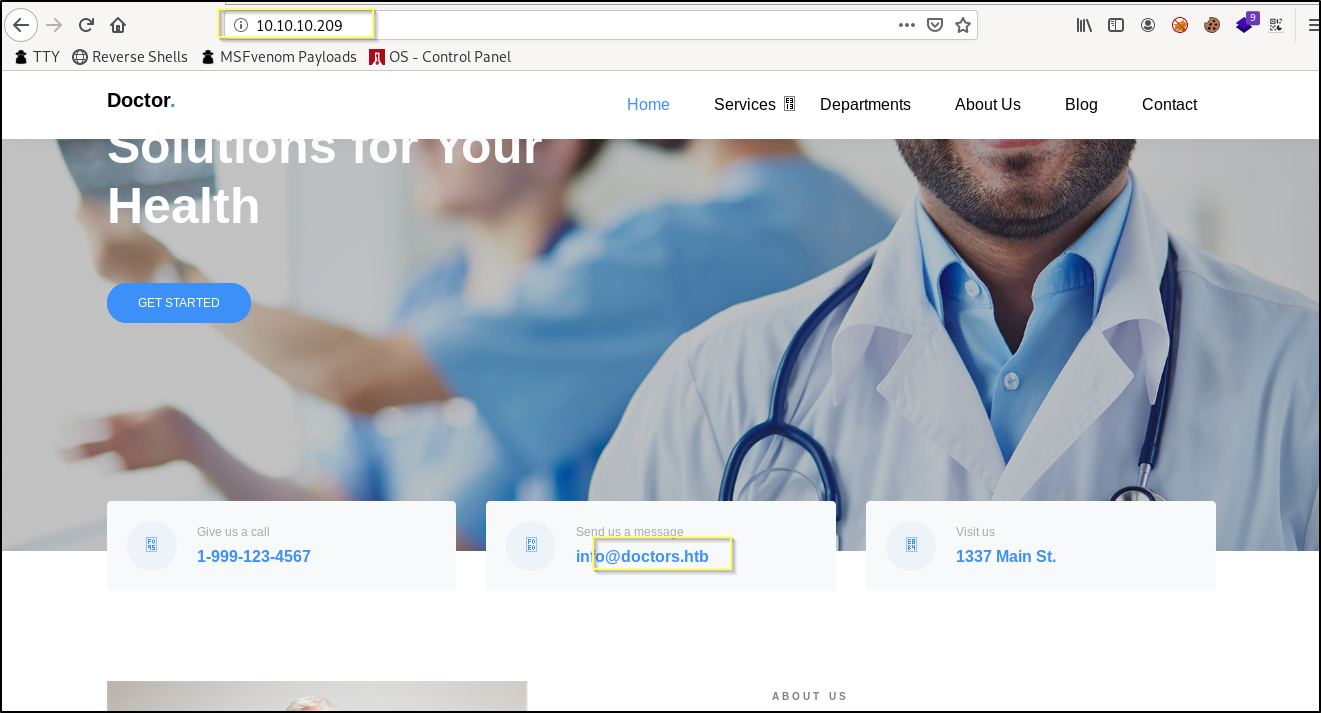 10.10.10.209
9
TTY Reverse Shells MSFvenom Payloads OS - Control Panel
Doctor.
Home Services Departments About Us Blog Contact
Solutions for Your
Health
GET STARTED
Give us a call
1-999-123-4567
Send us a message
info@doctors.htb
Visit us
1337 Main St.
ABOUT US